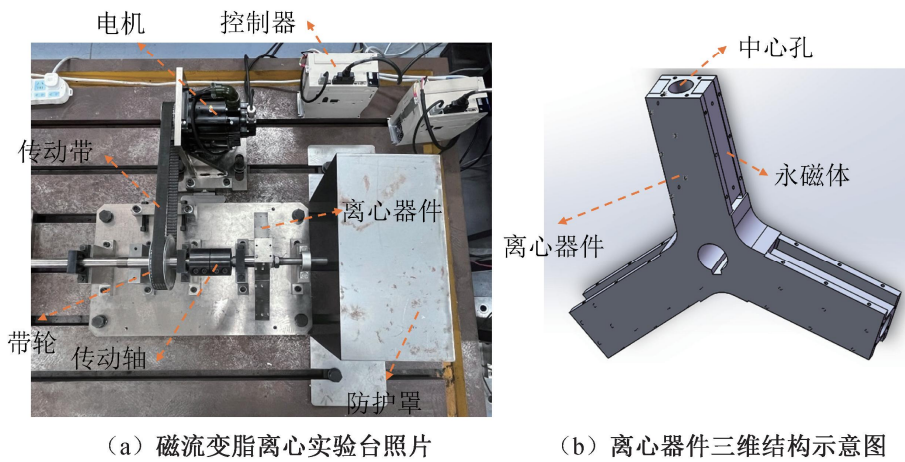 电机
控制器
传动带
离心器件
带轮
传动轴
防护罩
(a) 磁流变脂离心实验台照片
中心孔
永磁体
离心器件
(b) 离心器件三维结构示意图